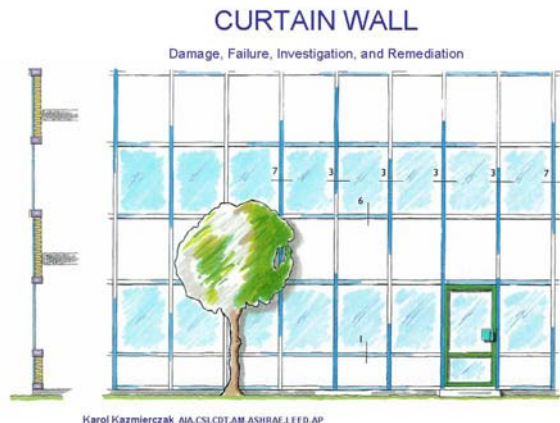 CURTAIN WALL
Damage, Failure, Investigation, and Remediation
7 3 3 3 3 7
6
1
Karol Kazmierczak AIA,CSI,CDT,AM-ASHRAE,LEED-AP